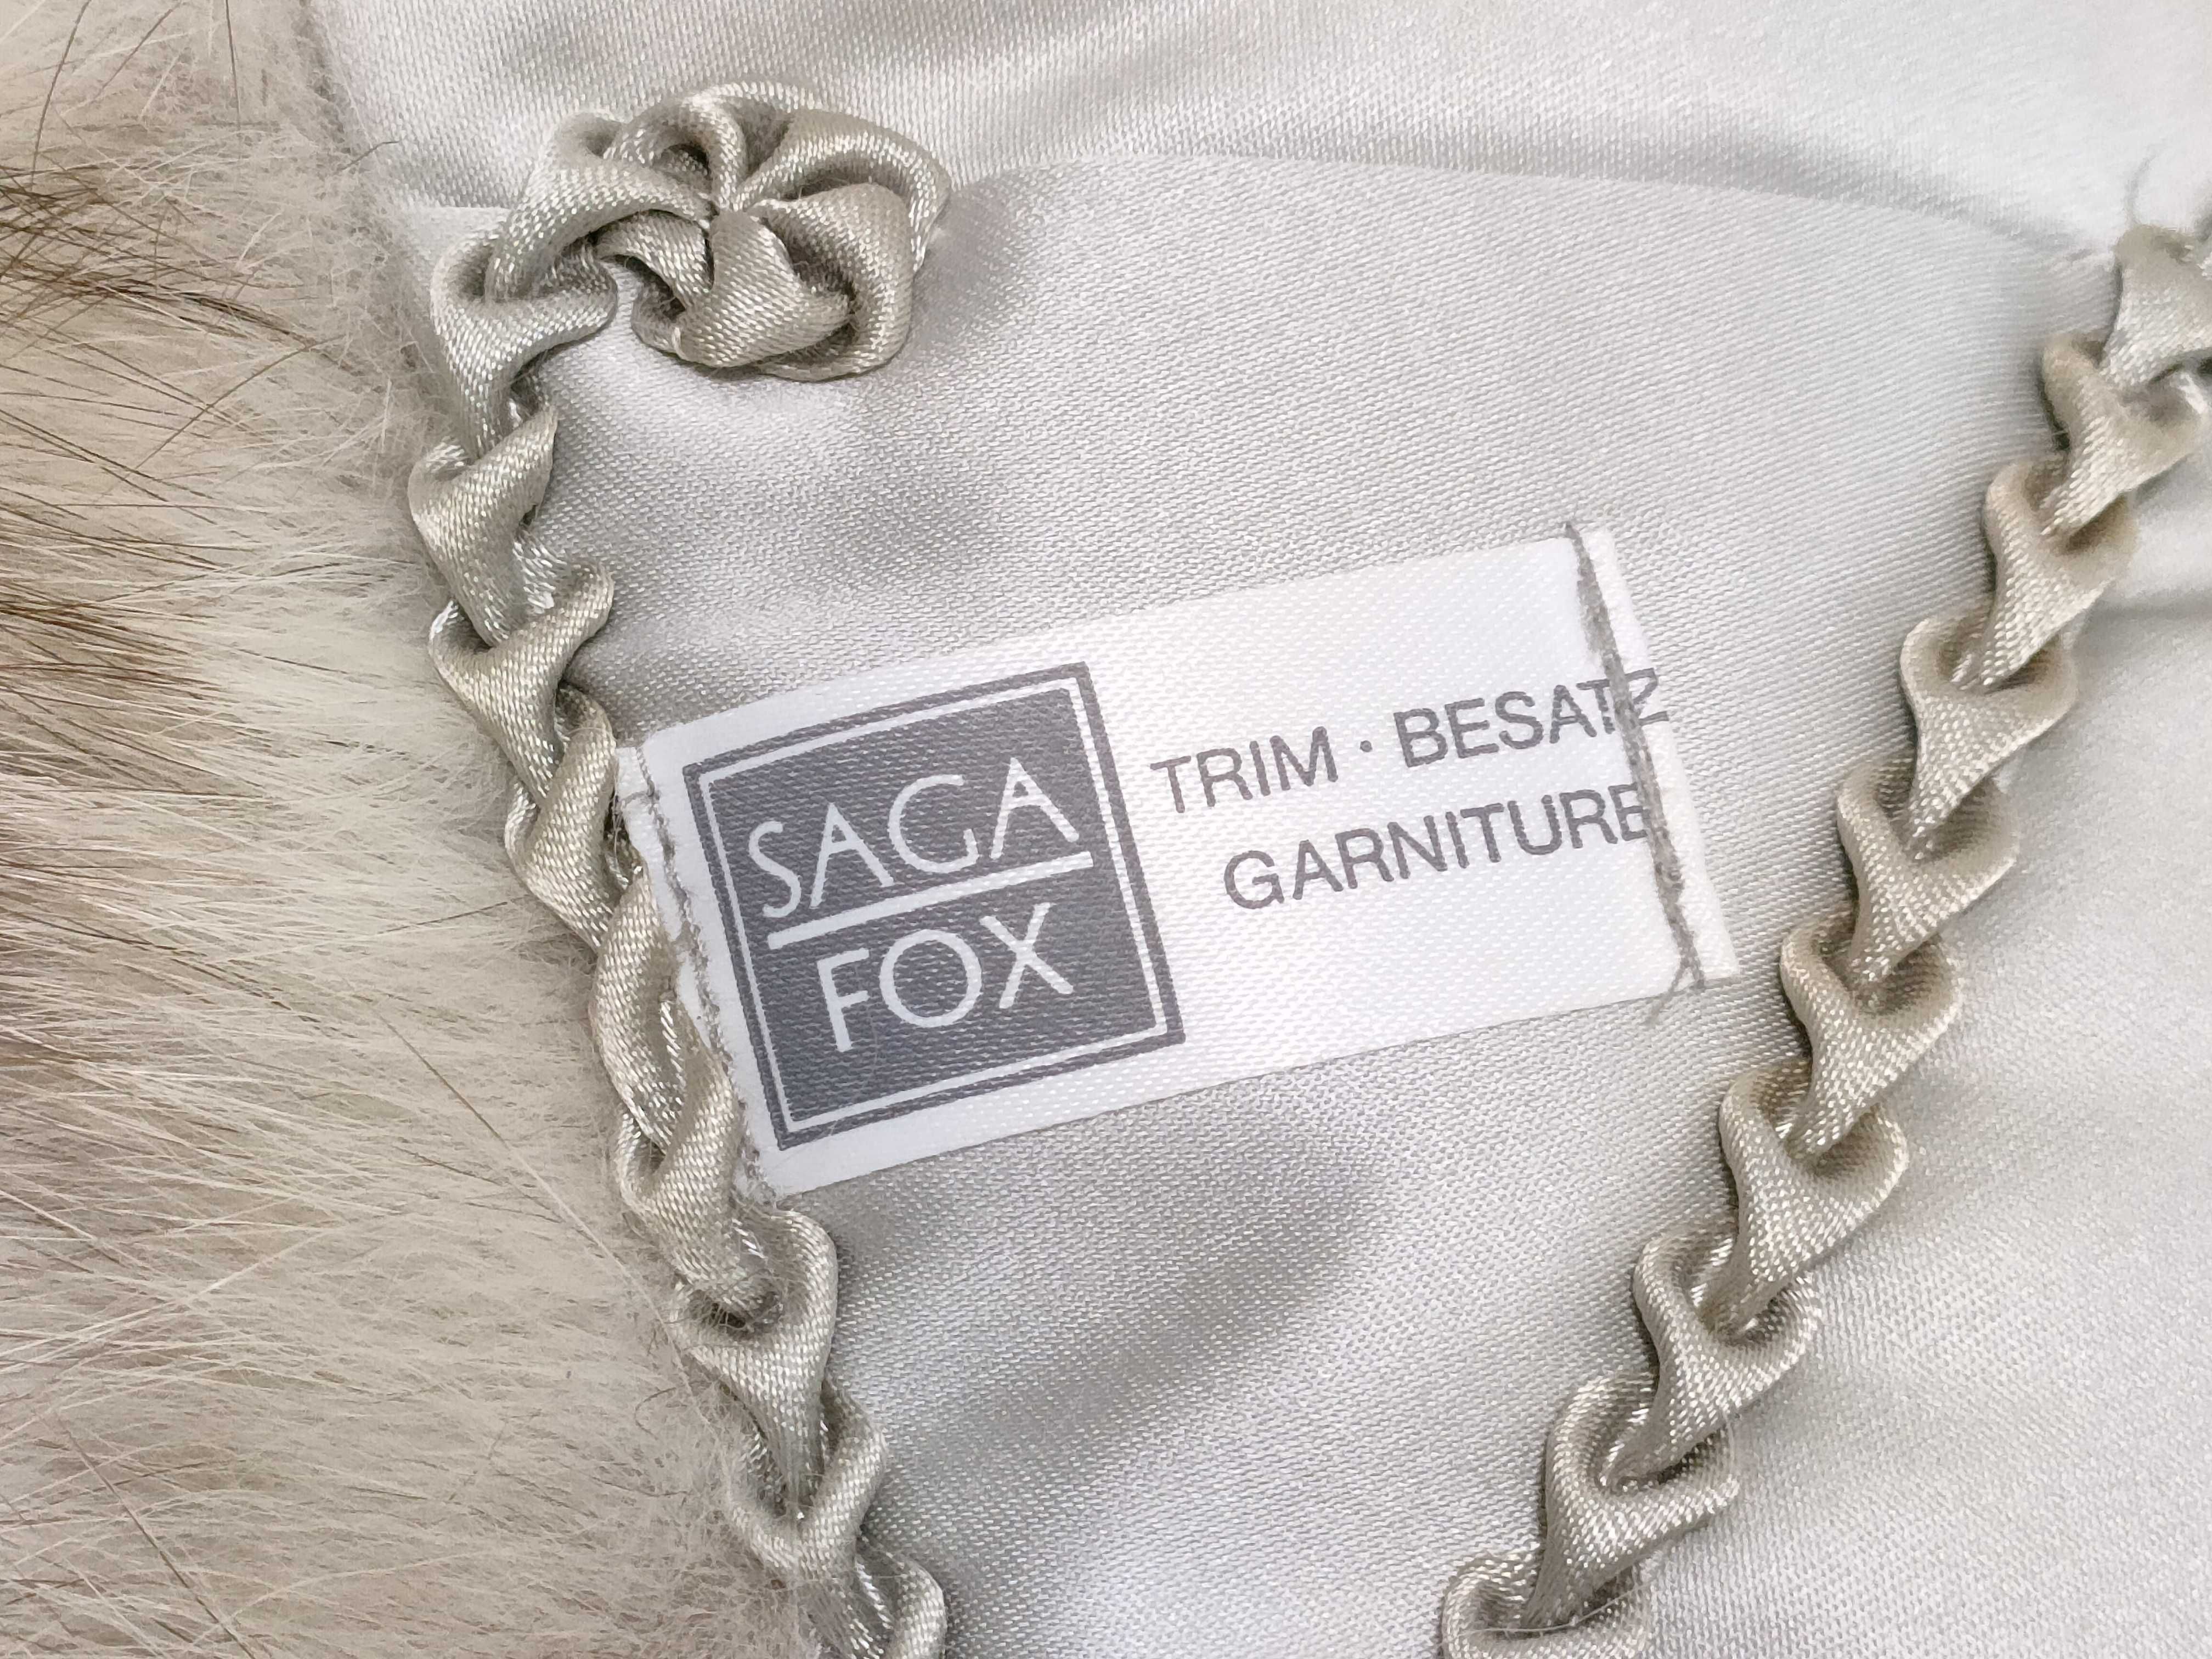 SAGA
FOX
TRIM · BESATZ
GARNITURE